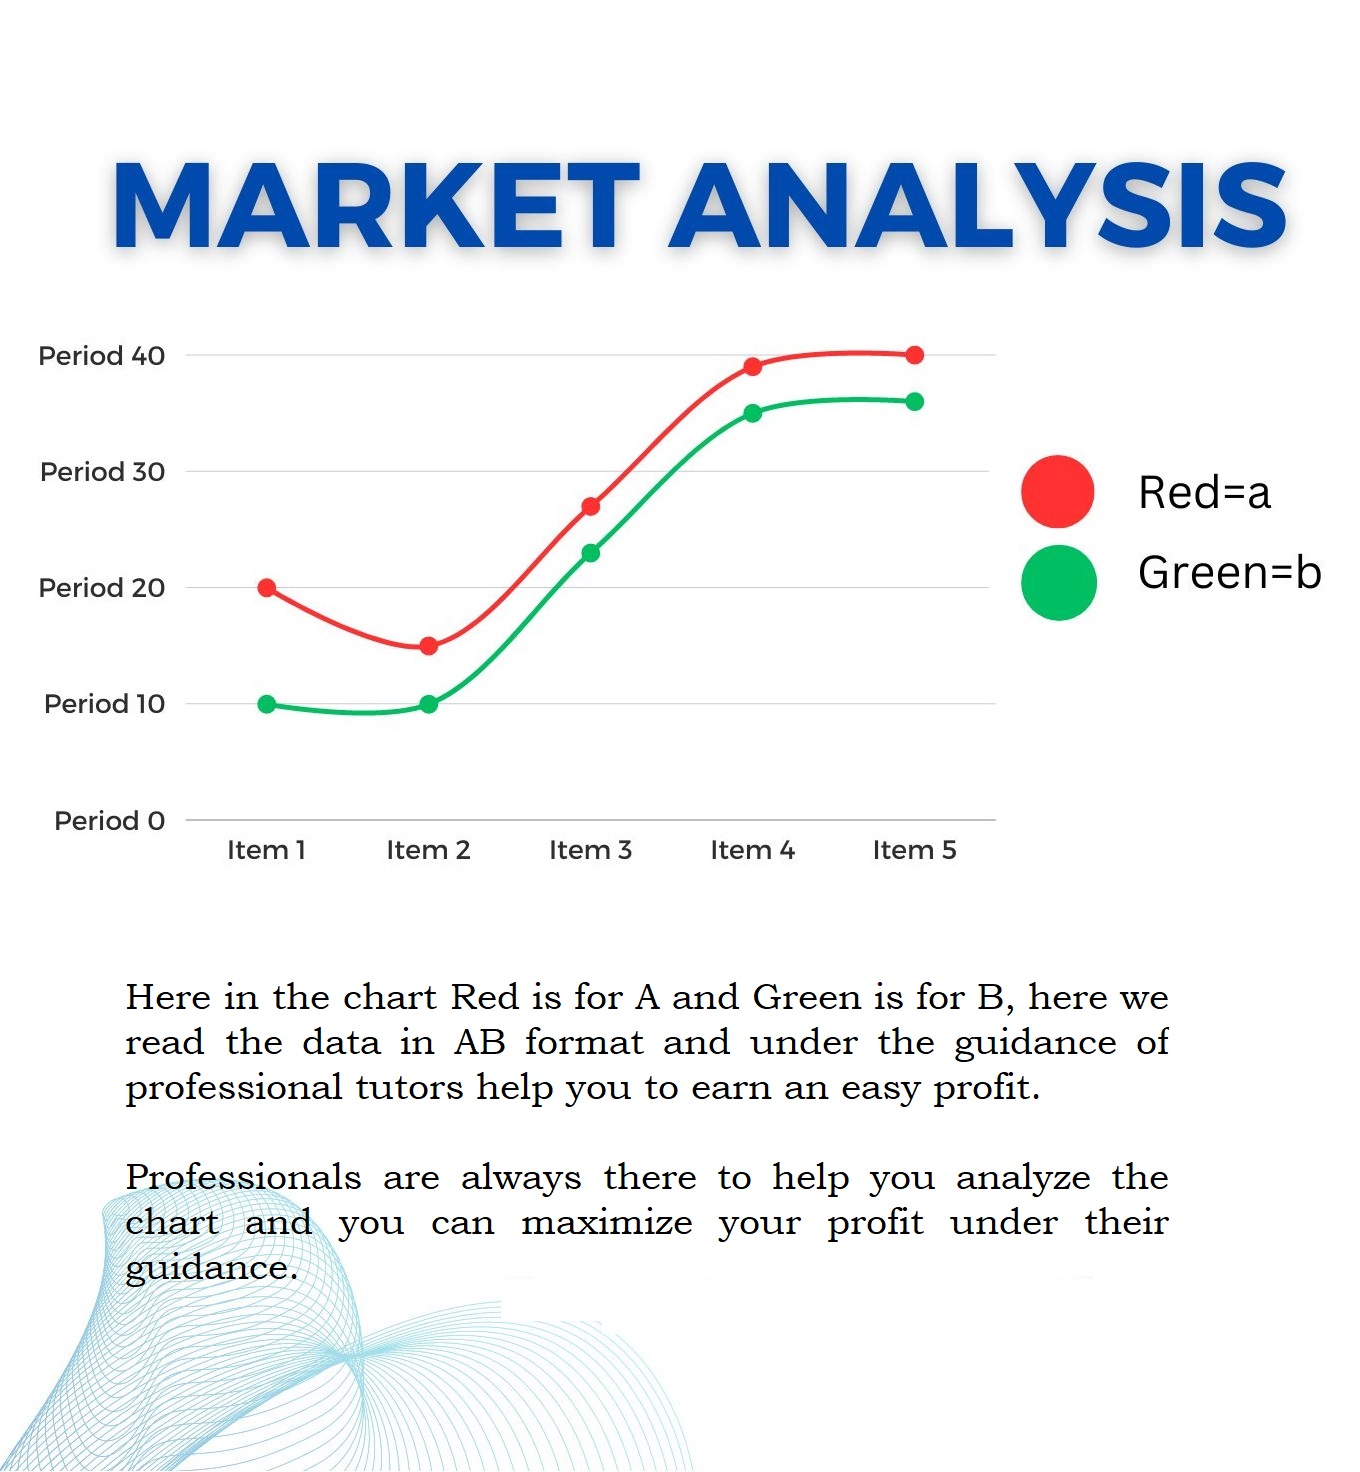 MARKET ANALYSIS
Period 40
Period 30
Period 20
Period 10
Period 0
Item 1 Item 2 Item 3 Item 4 Item 5
Red=a
Green=b
Here in the chart Red is for A and Green is for B, here we
read the data in AB format and under the guidance of
professional tutors help you to earn an easy profit.
Professionals are always there to help you analyze the
chart and you can maximize your profit under their
guidance.